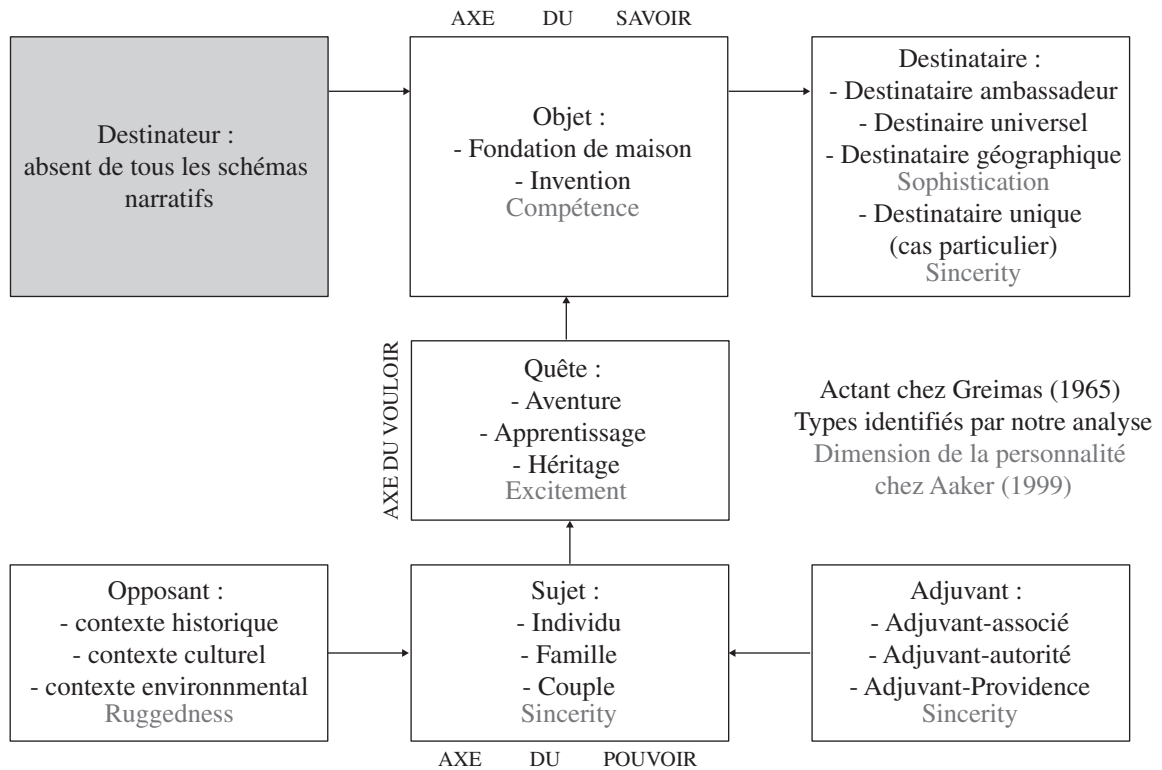 AXE DU SAVOIR
Destinateur :
absent de tous les schémas
narratifs
Objet :
- Fondation de maison
- Invention
Compétence
Destinataire :
- Destinataire ambassadeur
- Destinaire universel
- Destinataire géographique
Sophistication
- Destinataire unique
(cas particulier)
Sincerity
AXE DU VOULOIR
Quête :
- Aventure
- Apprentissage
- Héritage
Excitement
Actant chez Greimas (1965)
Types identifiés par notre analyse
Dimension de la personnalité
chez Aaker (1999)
Opposant :
- contexte historique
- contexte culturel
- contexte environnmental
Ruggedness
Sujet :
- Individu
- Famille
- Couple
Sincerity
Adjuvant :
- Adjuvant-associé
- Adjuvant-autorité
- Adjuvant-Providence
Sincerity
AXE DU POUVOIR